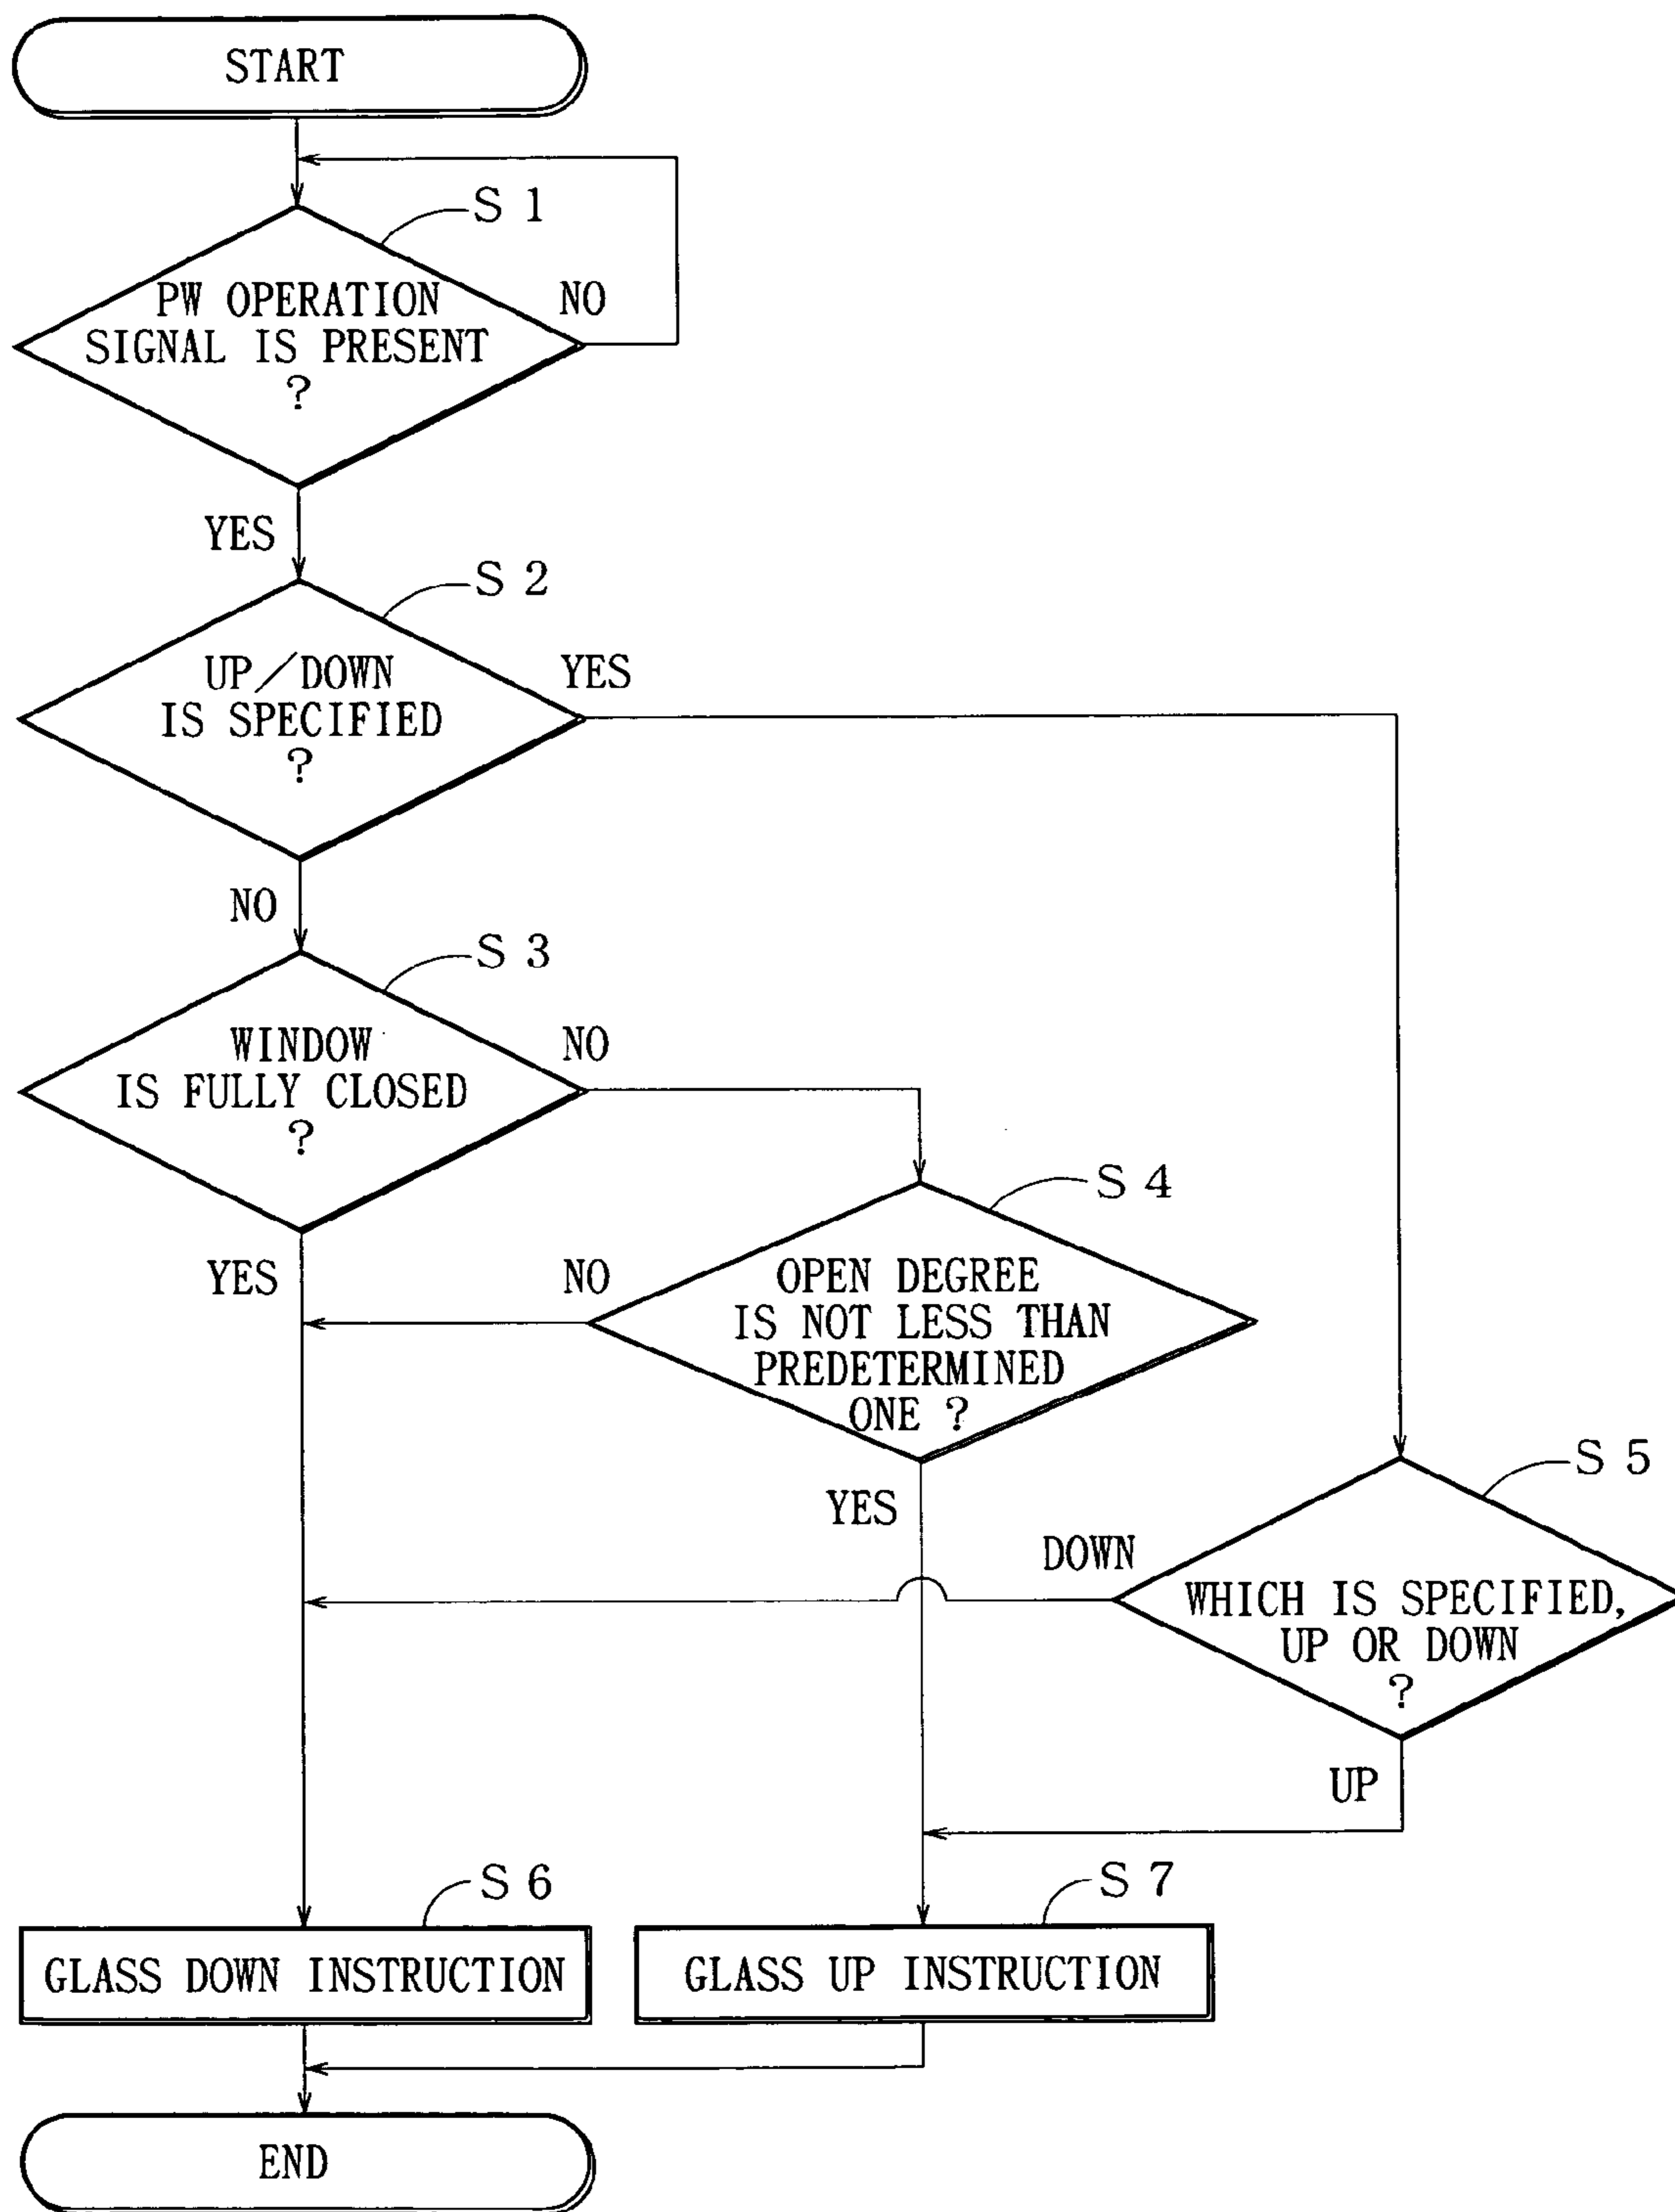 START
S 1
PW OPERATION
SIGNAL IS PRESENT
?
NO
YES
S 2
UP/DOWN
IS SPECIFIED
?
YES
NO
S 3
WINDOW
IS FULLY CLOSED
?
NO
YES
S 4
OPEN DEGREE
IS NOT LESS THAN
PREDETERMINED
ONE ?
NO
YES
S 5
WHICH IS SPECIFIED,
UP OR DOWN
?
DOWN
UP
S 6
GLASS DOWN INSTRUCTION
S 7
GLASS UP INSTRUCTION
END